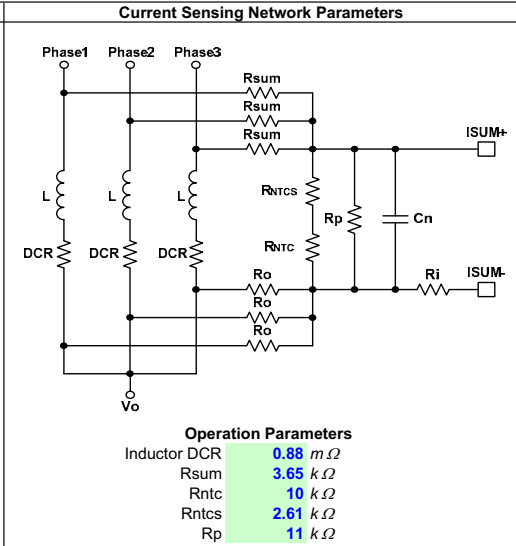 Current Sensing Network Parameters
Phase1 Phase2 Phase3
Rsum
Rsum
Rsum
ISUM+
L L L
RNTCS
Rp
Cn
RNTC
DCR DCR DCR
Ro
Ri
ISUM-
Ro
Ro
Vo
Operation Parameters
Inductor DCR 0.88 mΩ
Rsum 3.65 kΩ
Rntc 10 kΩ
Rntcs 2.61 kΩ
Rp 11 kΩ